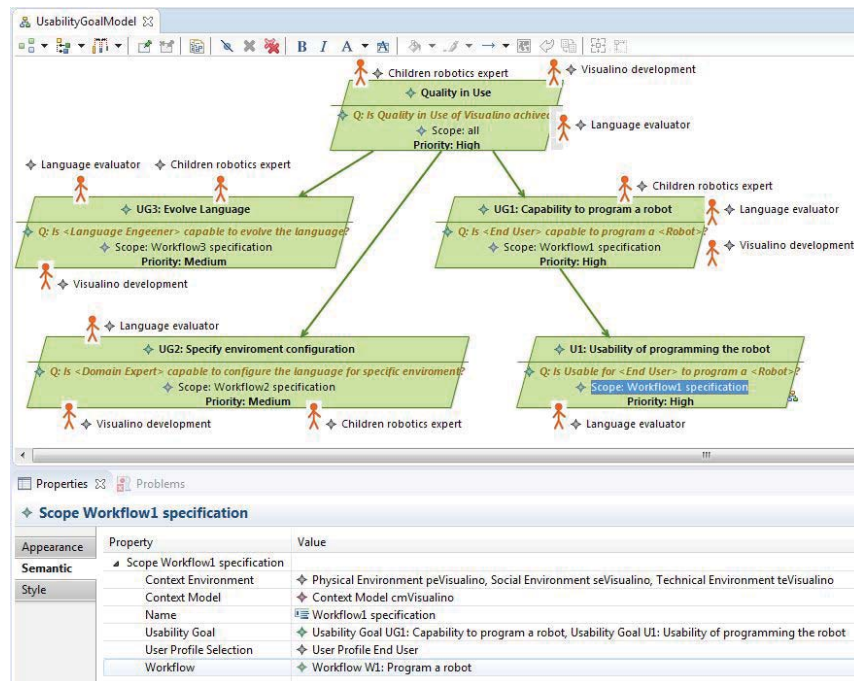 UsabilityGoalModel
B I A
Children robotics expert
Visualino development
Quality in Use
Q: Is Quality in Use of Visualino achived
Scope: all
Priority: High
Language evaluator
Language evaluator
Children robotics expert
Children robotics expert
UG3: Evolve Language
Q: Is <Language Engeener> capable to evolve the language?
Scope: Workflow3 specification
Priority: Medium
Visualino development
UG1: Capability to program a robot
Language evaluator
Q: Is <End User> capable to program a <Robot>?
Scope: Workflow1 specification
Visualino development
Priority: High
Language evaluator
UG2: Specify enviroment configuration
Q: Is <Domain Expert> capable to configure the language for specific enviroment?
Scope: Workflow2 specification
Priority: Medium
Visualino development
Children robotics expert
U1: Usability of programming the robot
Q: Is Usable for <End User> to program a <Robot>?
Scope: Workflow1 specification
Priority: High
Language evaluator
Properties
Problems
Scope Workflow1 specification
Appearance
Semantic
Style
Property Value
Scope Workflow1 specification
Context Environment Physical Environment peVisualino, Social Environment seVisualino, Technical Environment teVisualino
Context Model Context Model cmVisualino
Name Workflow1 specification
Usability Goal Usability Goal UG1: Capability to program a robot, Usability Goal U1: Usability of programming the robot
User Profile Selection User Profile End User
Workflow Workflow W1: Program a robot